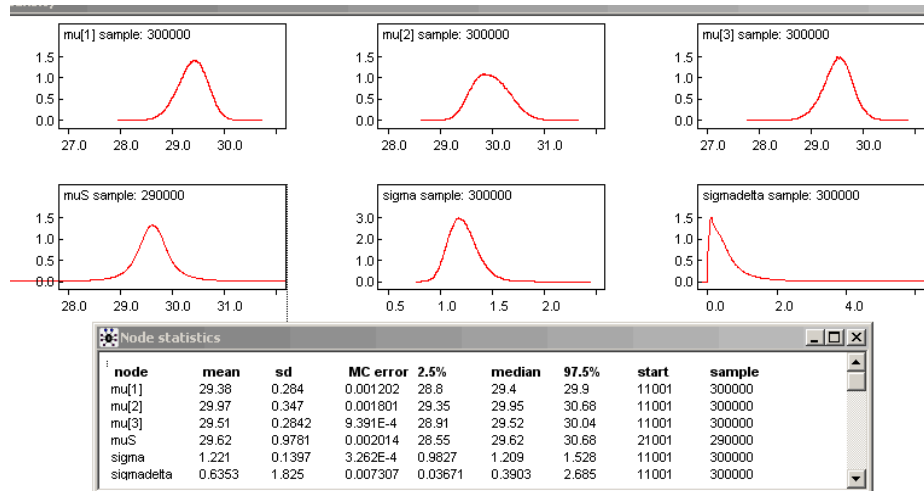 mu[1] sample: 300000
1.5
1.0
0.5
0.0
27.0 28.0 29.0 30.0
mu[2] sample: 300000
1.5
1.0
0.5
0.0
28.0 29.0 30.0 31.0
mu[3] sample: 300000
1.5
1.0
0.5
0.0
27.0 28.0 29.0 30.0
muS sample: 290000
1.5
1.0
0.5
0.0
28.0 29.0 30.0 31.0
sigma sample: 300000
3.0
2.0
1.0
0.0
0.5 1.0 1.5 2.0
sigmadelta sample: 300000
1.5
1.0
0.5
0.0
0.0 2.0 4.0
Node statistics
node mean sd MC error 2.5% median 97.5% start sample
mu[1] 29.38 0.284 0.001202 28.8 29.4 29.9 11001 300000
mu[2] 29.97 0.347 0.001801 29.35 29.95 30.68 11001 300000
mu[3] 29.51 0.2842 9.391E-4 28.91 29.52 30.04 11001 300000
muS 29.62 0.9781 0.002014 28.55 29.62 30.68 21001 290000
sigma 1.221 0.1397 3.262E-4 0.9827 1.209 1.528 11001 300000
sigmadelta 0.6353 1.825 0.007307 0.03671 0.3903 2.685 11001 300000